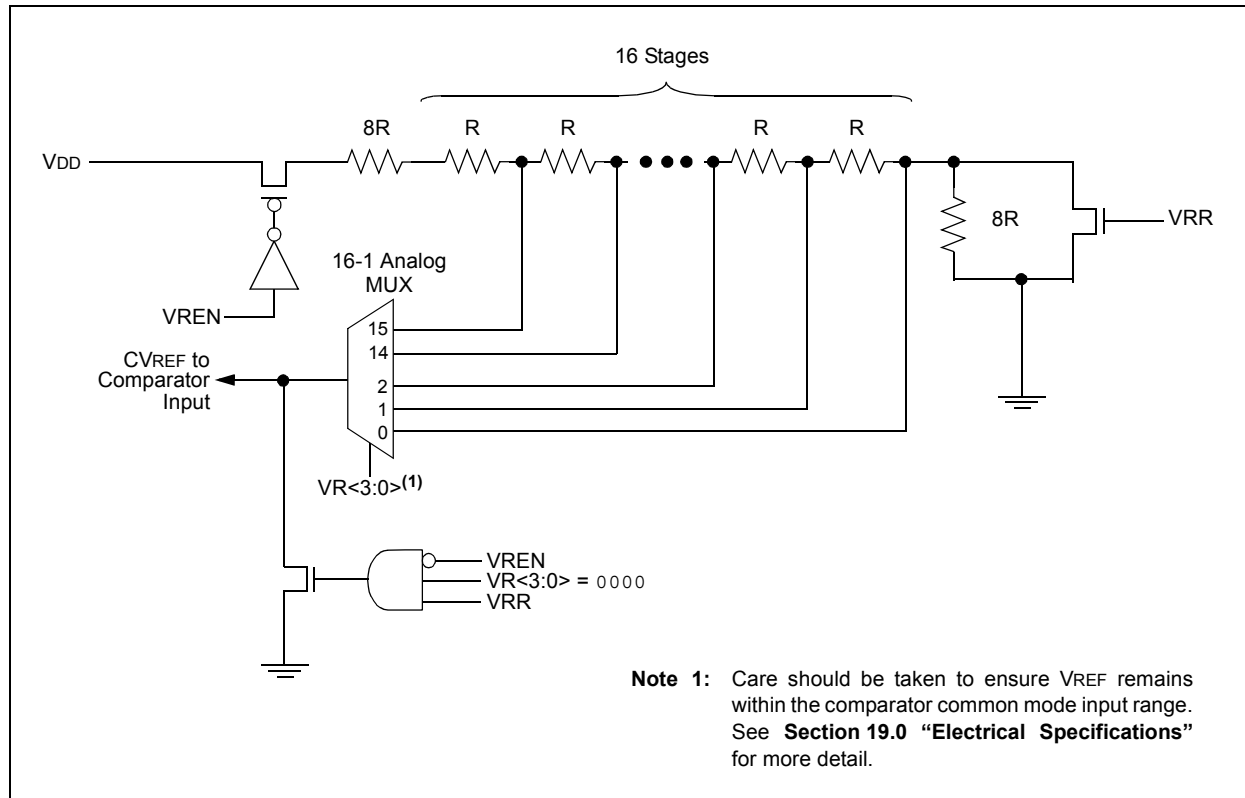 16 Stages
8R R R R R
VDD
8R
VRR
16-1 Analog
MUX
VREN
15
14
2
1
0
CVREF to
Comparator
Input
VR<3:0>(1)
VREN
VR<3:0> = 0000
VRR
Note 1: Care should be taken to ensure VREF remains
within the comparator common mode input range.
See Section 19.0 “Electrical Specifications”
for more detail.